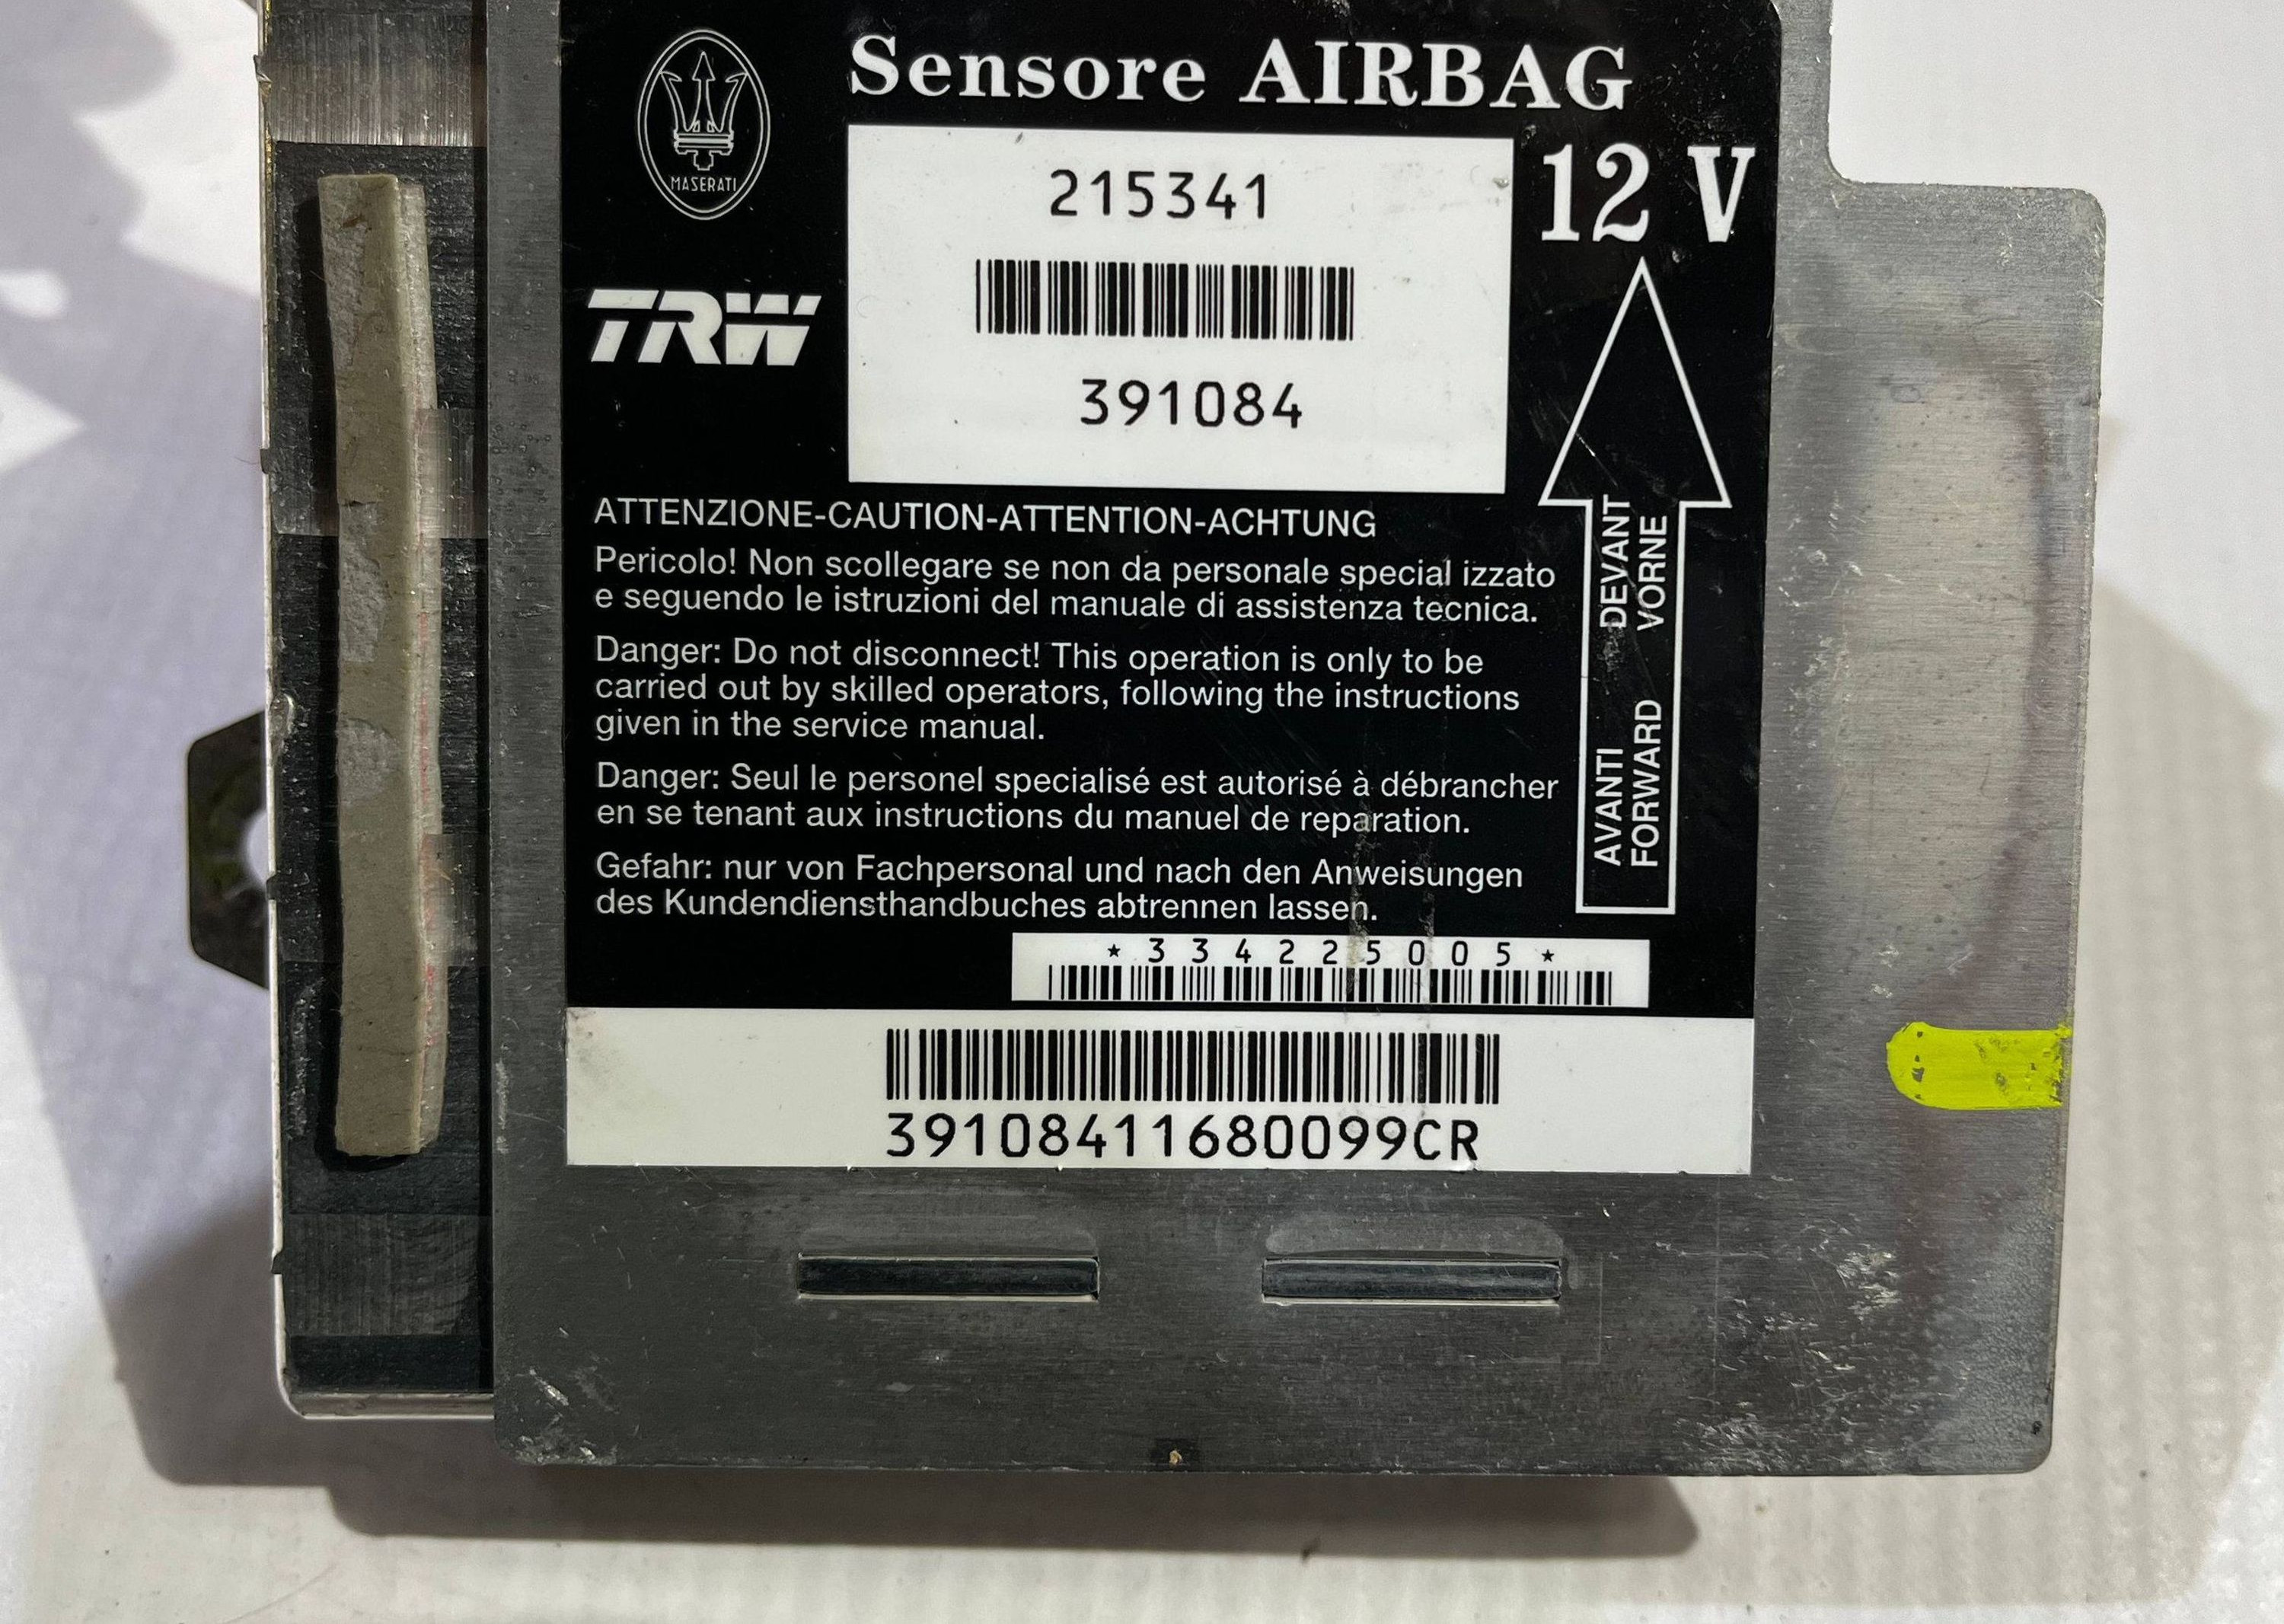 Sensore AIRBAG
MASERATI
215341
12 V
TRW
391084
ATTENZIONE-CAUTION-ATTENTION-ACHTUNG
Pericolo! Non scollegare se non da personale special izzato
e seguendo le istruzioni del manuale di assistenza tecnica.
Danger: Do not disconnect! This operation is only to be
carried out by skilled operators, following the instructions
given in the service manual.
Danger: Seul le personel specialisé est autorisé à débrancher
en se tenant aux instructions du manuel de reparation.
Gefahr: nur von Fachpersonal und nach den Anweisungen
des Kundendiensthandbuches abtrennen lassen.
AVANTI DEVANT
FORWARD VORNE
*334225005*
39108411680099CR